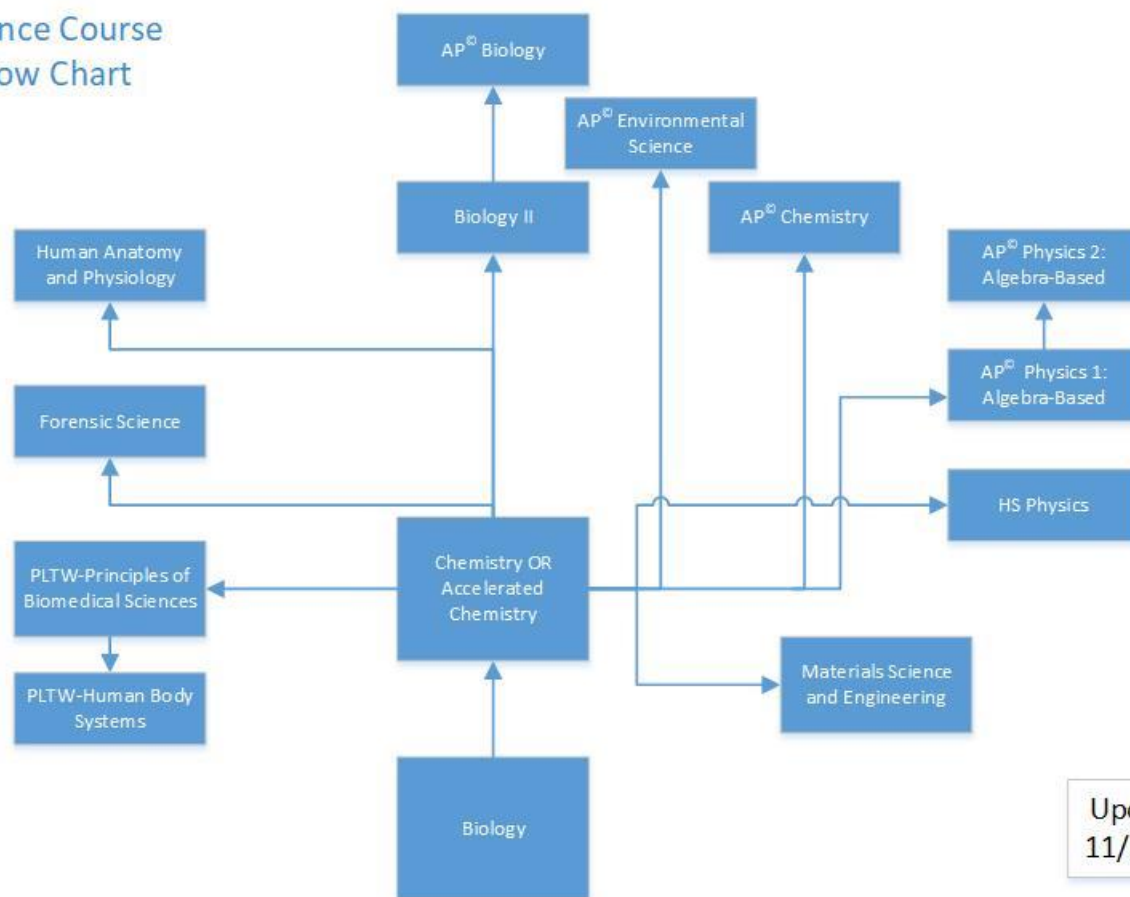 nce Course
ow Chart
AP© Biology
AP© Environmental
Science
Biology II
AP© Chemistry
Human Anatomy
and Physiology
AP© Physics 2:
Algebra-Based
AP© Physics 1:
Algebra-Based
Forensic Science
HS Physics
Chemistry OR
Accelerated
Chemistry
PLTW-Principles of
Biomedical Sciences
PLTW-Human Body
Systems
Materials Science
and Engineering
Biology
Upd
11/